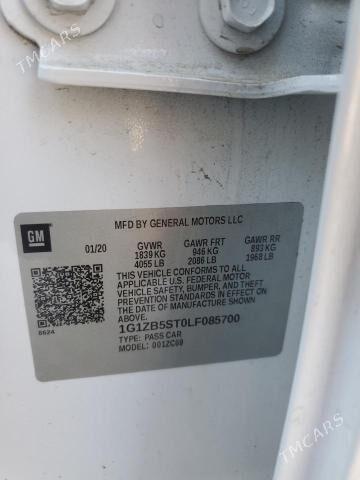 TMCARS
GM
MFD BY GENERAL MOTORS LLC
01/20 GVWR GAWR FRT GAWR RR
1839 KG 946 KG 893 KG
4055 LB 2086 LB 1968 LB
THIS VEHICLE CONFORMS TO ALL
APPLICABLE U.S. FEDERAL MOTOR
VEHICLE SAFETY, BUMPER, AND THEFT
PREVENTION STANDARDS IN EFFECT ON
THE DATE OF MANUFACTURE SHOWN
ABOVE.
1G1ZB5ST0LF085700
TYPE: PASS CAR
MODEL: 001ZC69
8624
TMCARS